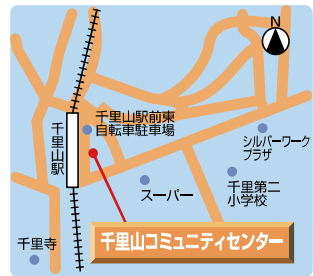 N
千里山駅前東
自転車駐車場
千里山駅
シルバーワーク
プラザ
スーパー
千里第二
小学校
千里寺
千里山コミュニティセンター